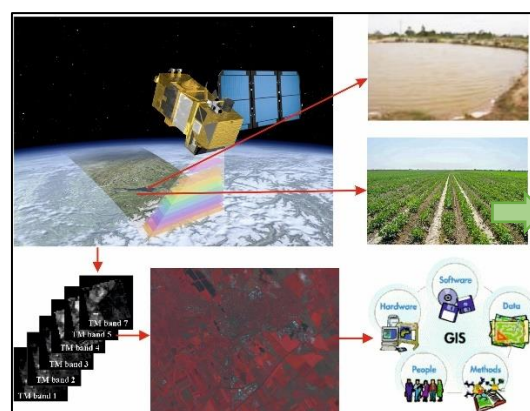 TM band 7
TM band 5
TM band 4
TM band 3
TM band 2
TM band 1
Software
Hardware
Data
GIS
People
Methods